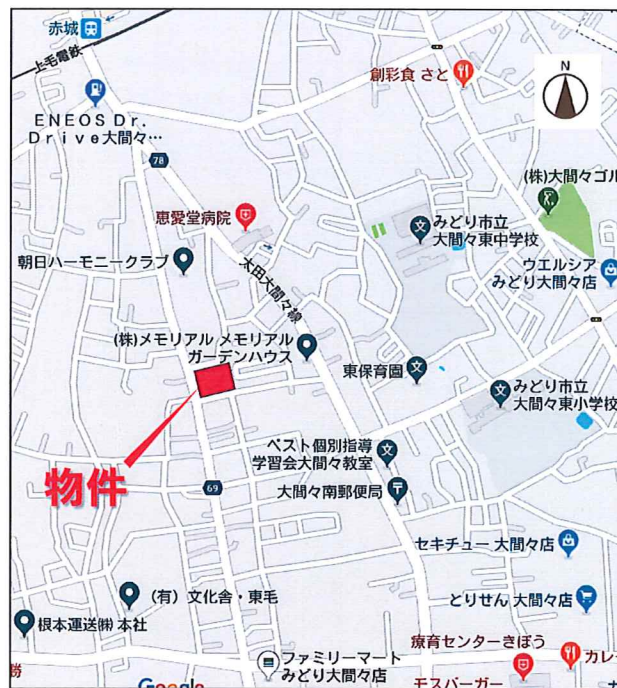 赤城
上毛電鉄
創彩食 さと
N
ENEOS Dr.
Drive大間々…
78
(株)大間々ゴル
恵愛堂病院
みどり市立
大間々東中学校
朝日ハーモニークラブ
太田大間々線
ウエルシア
みどり大間々店
(株)メモリアル メモリアル
ガーデンハウス
東保育園
みどり市立
大間々東小学校
ベスト個別指導
学習会大間々教室
物件
69
大間々南郵便局
セキチュー 大間々店
(有) 文化舎・東毛
とりせん 大間々店
根本運送㈱ 本社
療育センターきぼう
カレ
勝
ファミリーマート
みどり大間々店
モスバーガー
Google